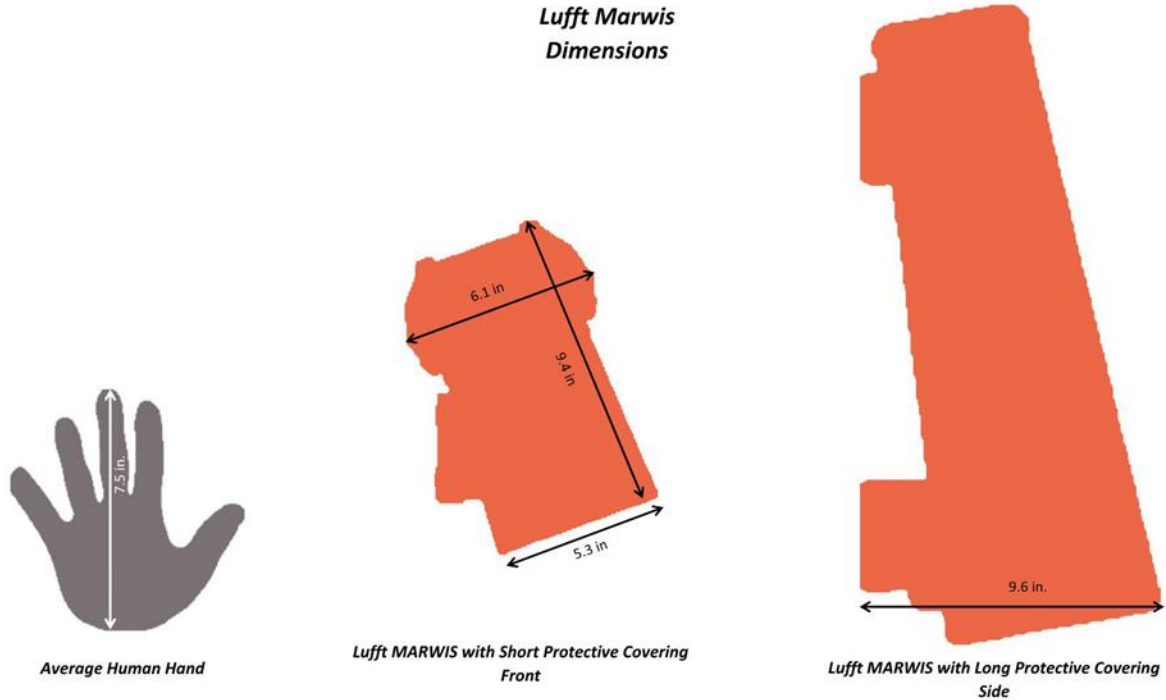 Lufft Marwis
Dimensions
7.5 in.
Average Human Hand
6.1 in
9.4 in
5.3 in
Lufft MARWIS with Short Protective Covering
Front
9.6 in.
Lufft MARWIS with Long Protective Covering
Side